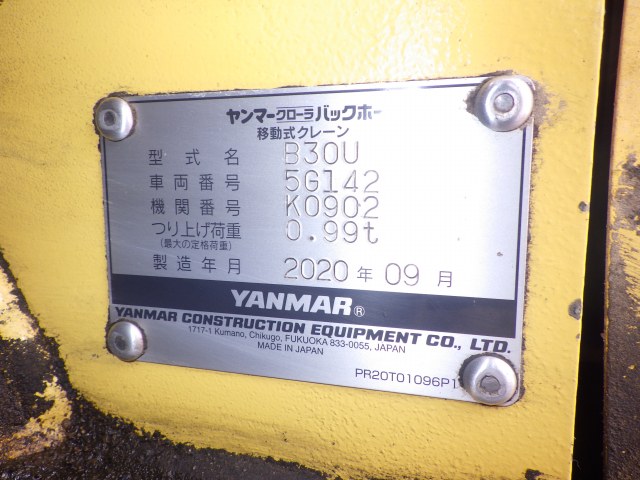 ヤンマークローラバックホー
移動式クレーン
型式名 B30U
車両番号 5G142
機関番号 K0902
つり上げ荷重 0.99t
(最大の定格荷重)
製造年月 2020年09月
YANMAR®
YANMAR CONSTRUCTION EQUIPMENT CO., LTD.
1717-1 Kumano, Chikugo, FUKUOKA 833-0055, JAPAN
MADE IN JAPAN
PR20T01096P1